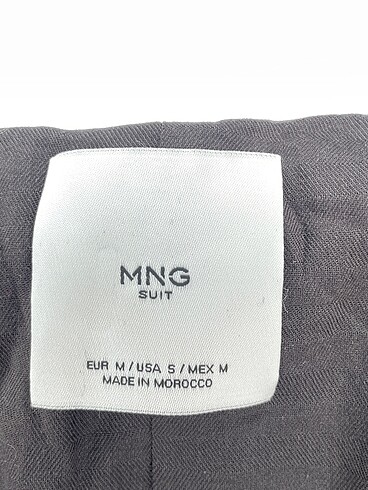 MNG
SUIT
EUR M / USA S / MEX M
MADE IN MOROCCO